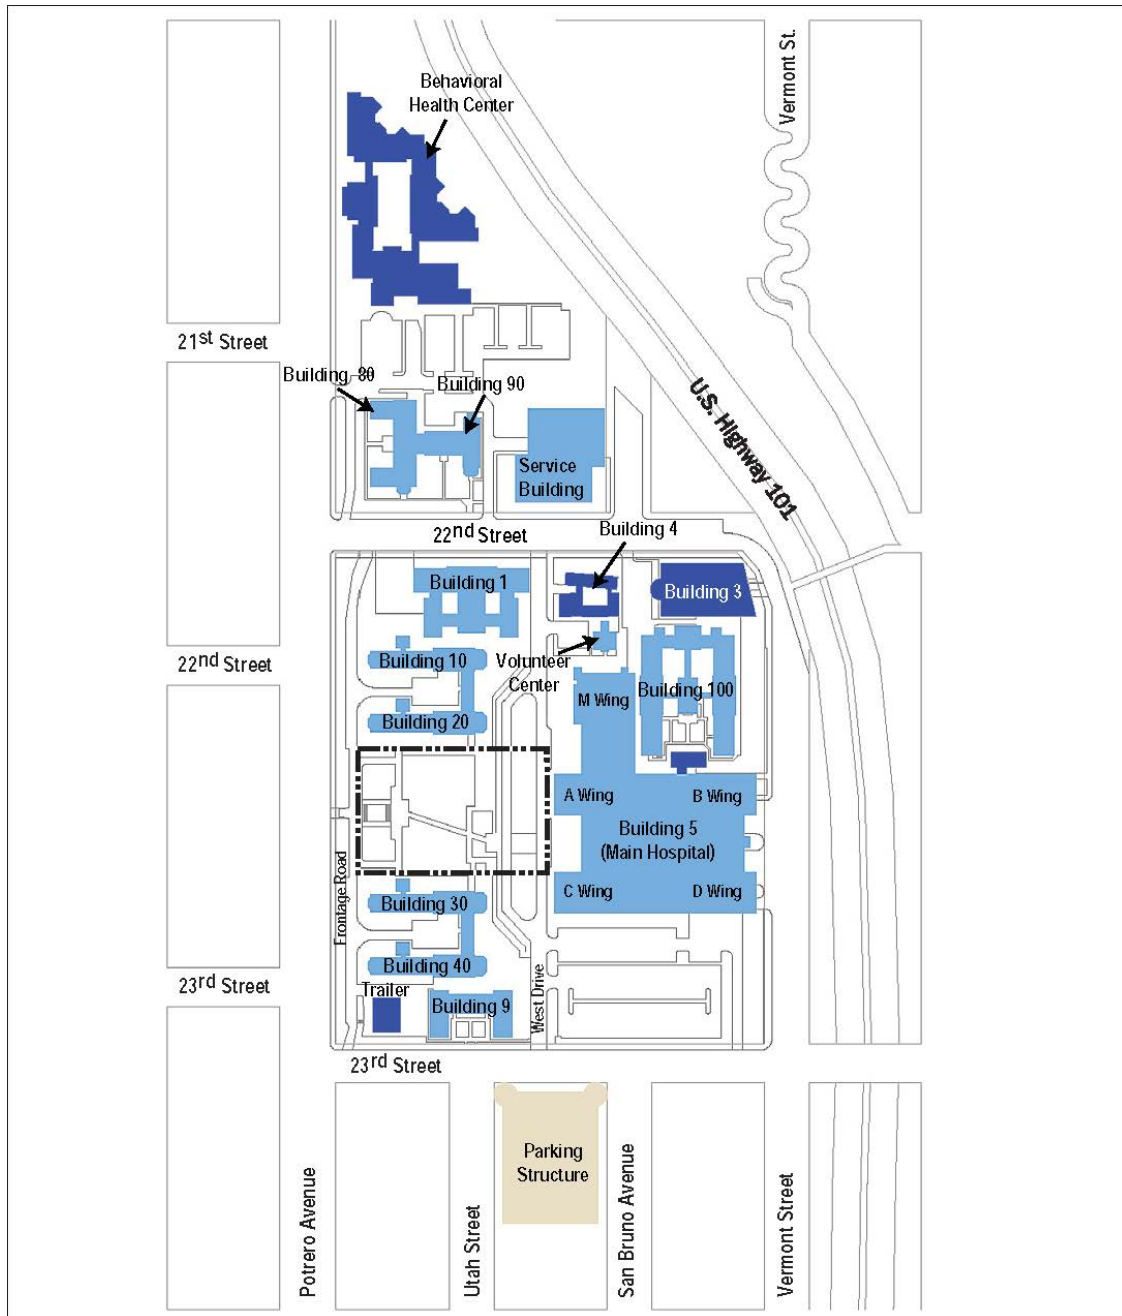 Vermont St.
Behavioral
Health Center
21st Street
Building 80
Building 90
U.S. Highway 101
Service
Building
22nd Street
Building 4
Building 1
Building 3
22nd Street
Building 10
Volunteer
Center
Building 100
M Wing
Building 20
A Wing
B Wing
Building 5
(Main Hospital)
C Wing
D Wing
Frontage Road
Building 30
Building 40
23rd Street
Trailer
Building 9
West Drive
23rd Street
Parking
Structure
Potrero Avenue
Utah Street
San Bruno Avenue
Vermont Street